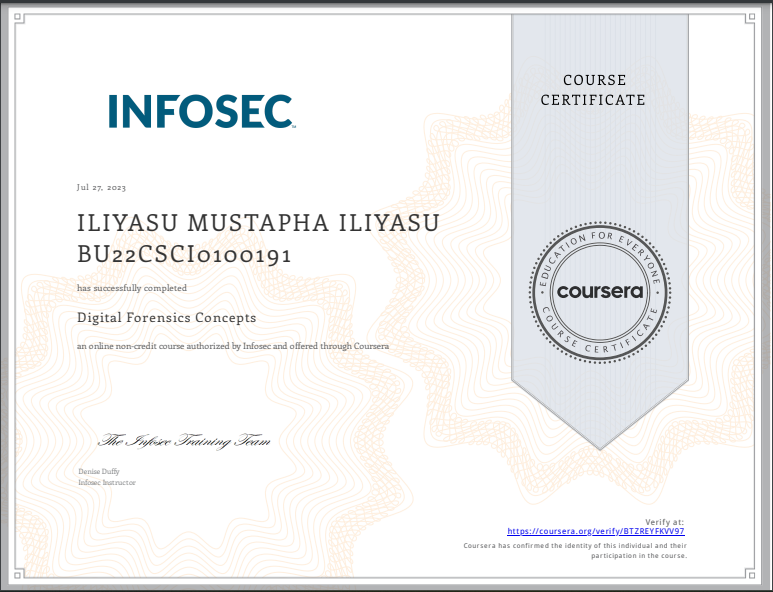 INFOSEC
COURSE
CERTIFICATE
Jul 27, 2023
ILIYASU MUSTAPHA ILIYASU
BU22CSCI0100191
has successfully completed
Digital Forensics Concepts
an online non-credit course authorized by Infosec and offered through Coursera
EDUCATION FOR EVERYONE
coursera
COURSE CERTIFICATE
The Infosec Training Team
Denise Duffy
Infosec Instructor
Verify at:
https://coursera.org/verify/BTZREYFKVV97
Coursera has confirmed the identity of this individual and their
participation in the course.